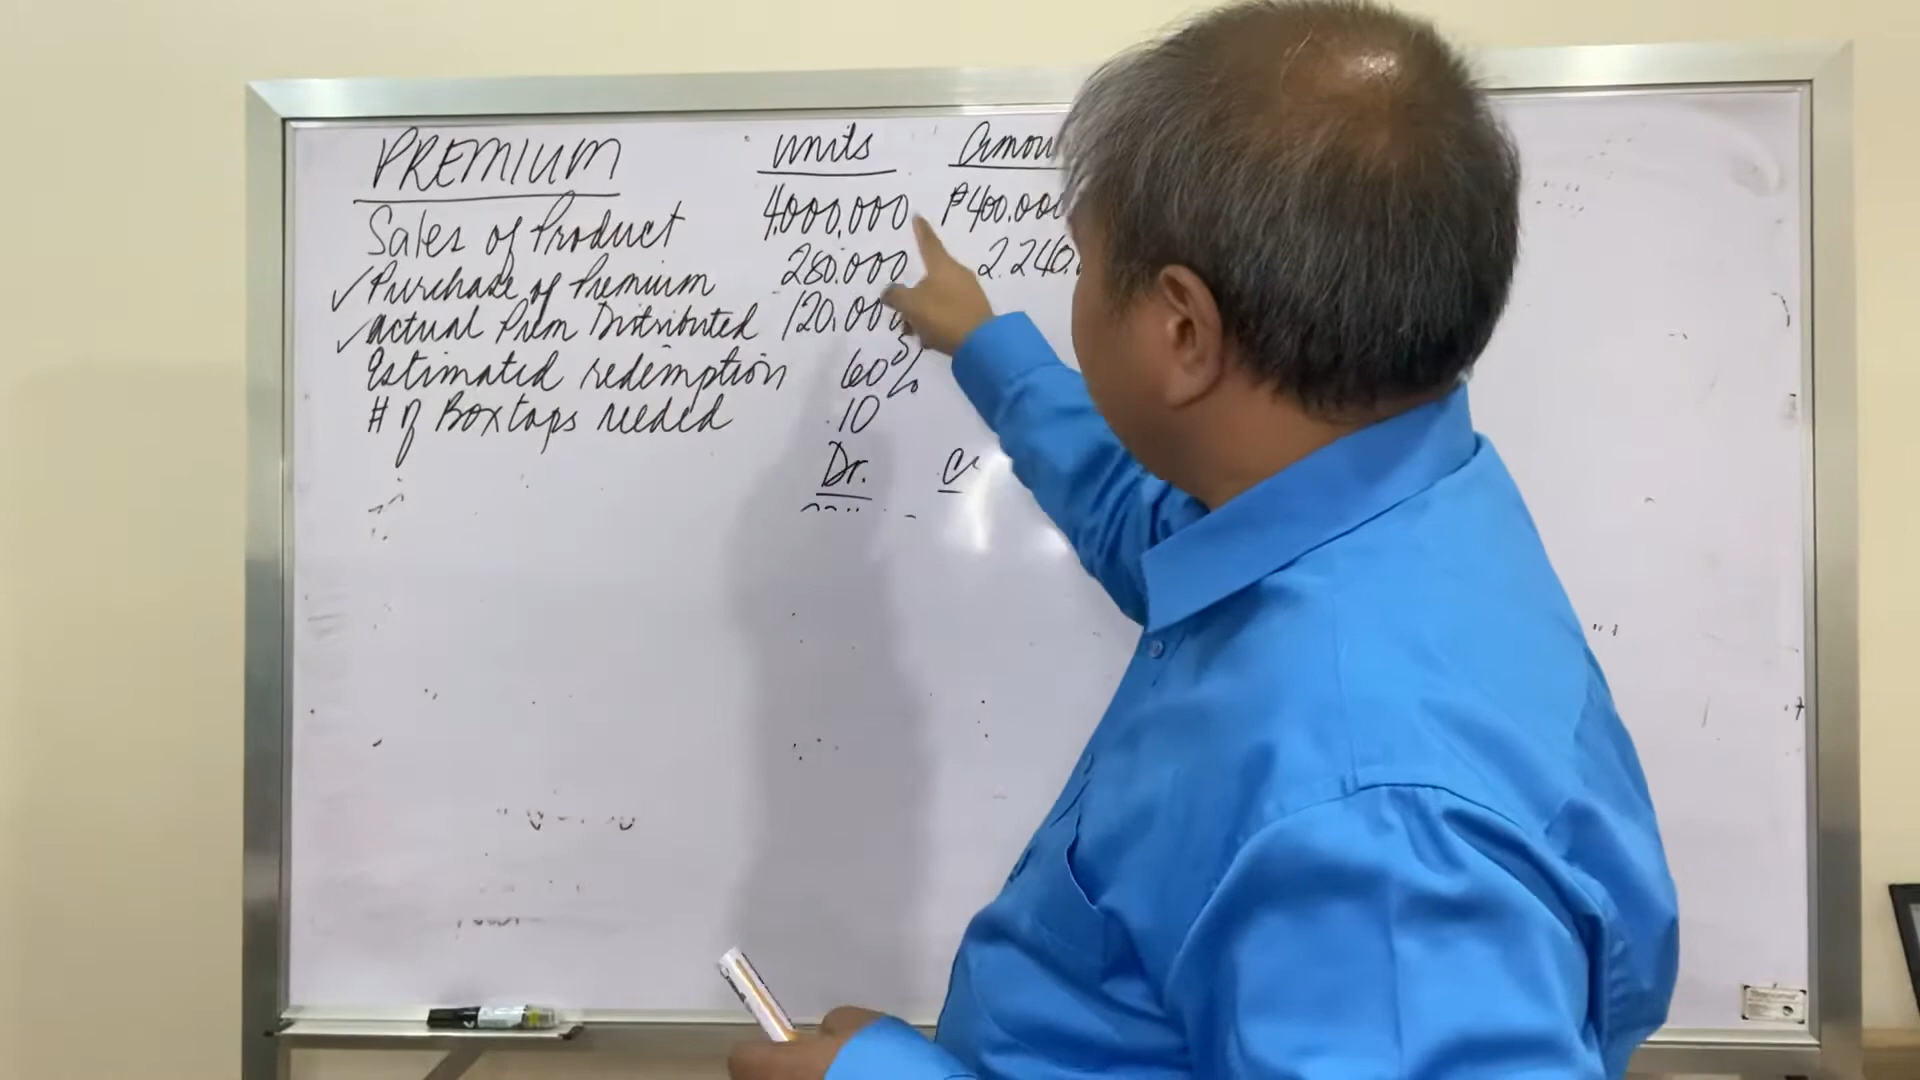 PREMIUM units
Sales of Product 4.000,000 ₱400,000
✓Purchase of Premium 280.000 2.240.
✓actual Prem Distributed 120,000
Estimated redemption 60%
# of Boxtops needed 10
Dr.